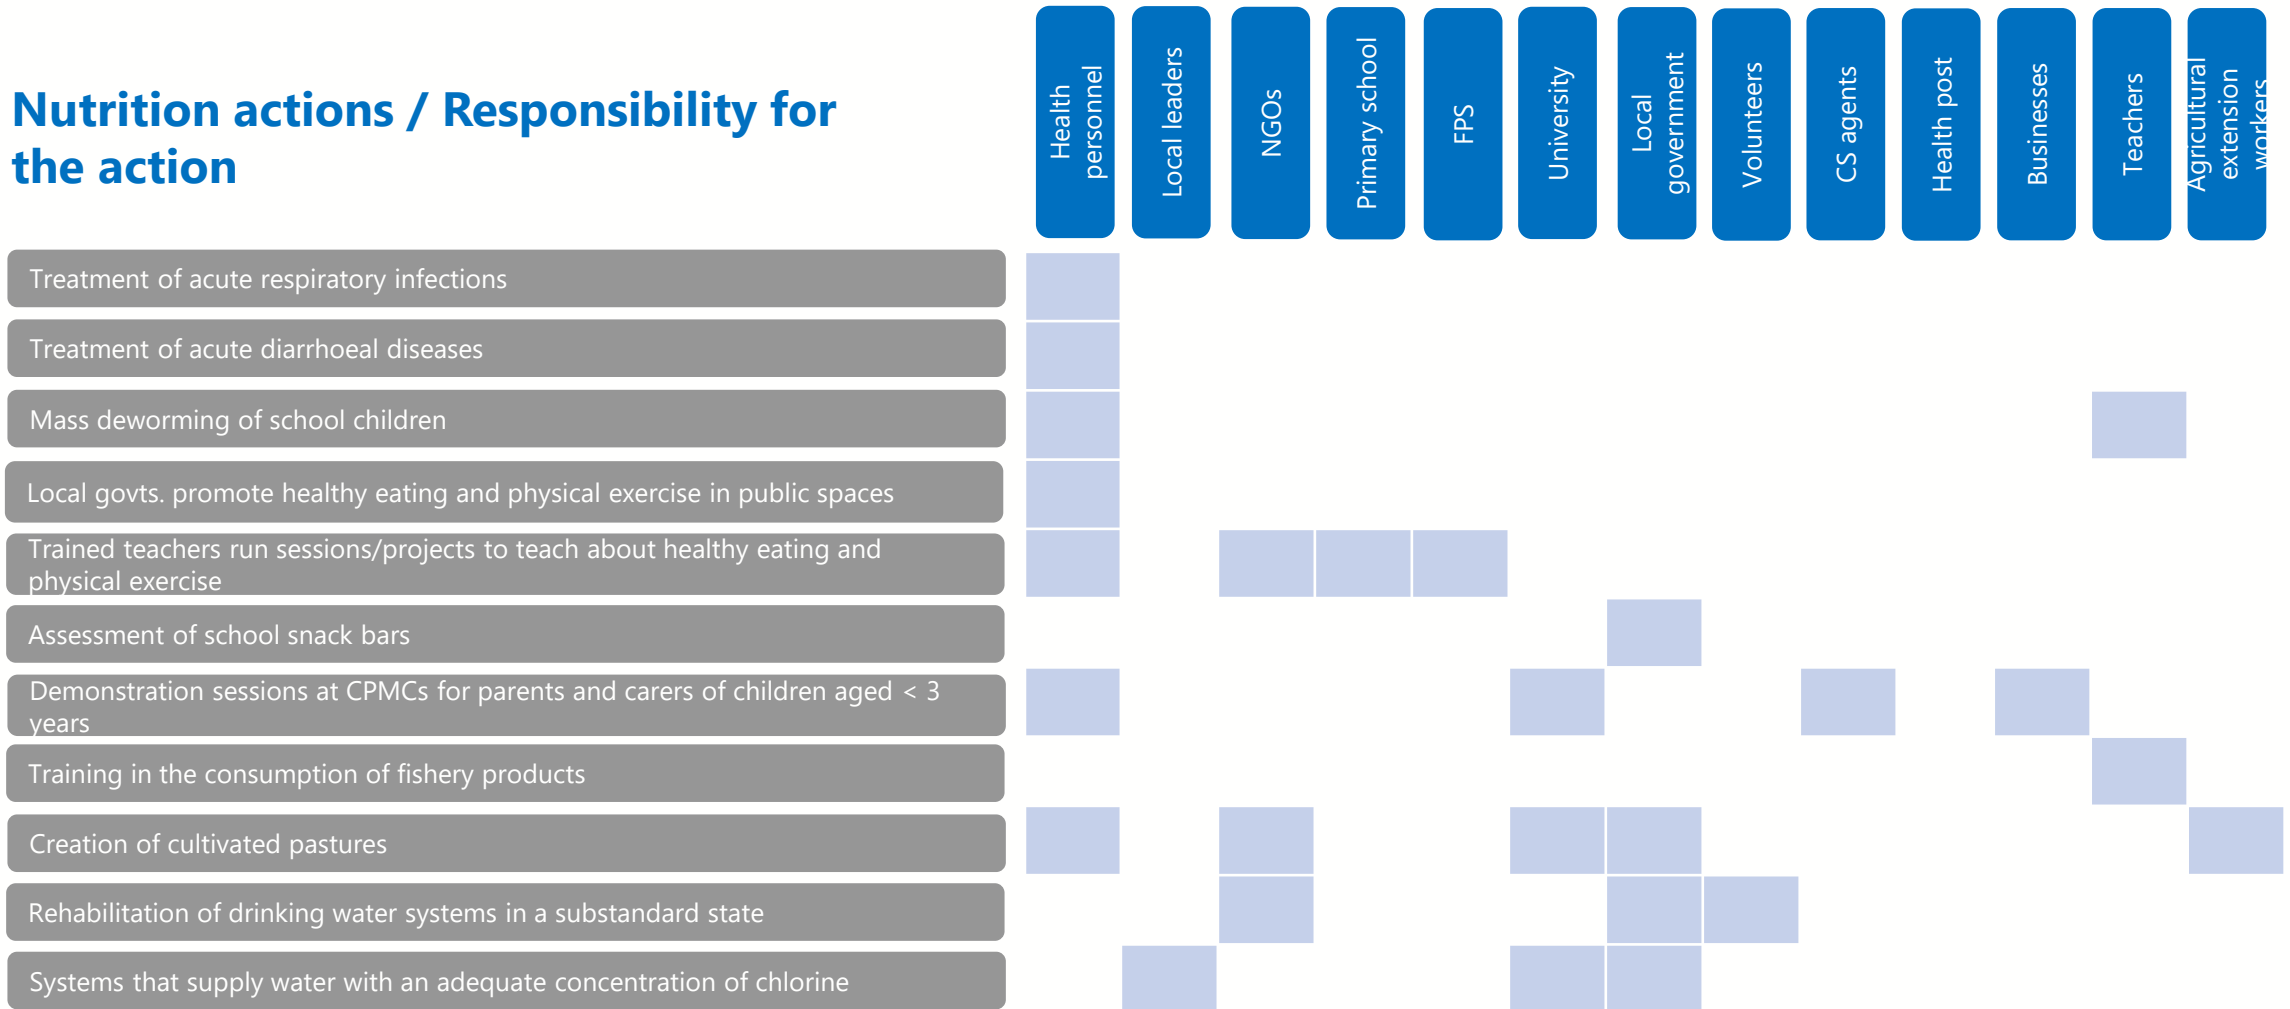 Nutrition actions / Responsibility for
the action
Health
personnel
Local leaders
NGOs
Primary school
FPS
University
Local
government
Volunteers
CS agents
Health post
Businesses
Teachers
Agricultural
extension
workers
Treatment of acute respiratory infections
Treatment of acute diarrhoeal diseases
Mass deworming of school children
Local govts. promote healthy eating and physical exercise in public spaces
Trained teachers run sessions/projects to teach about healthy eating and
physical exercise
Assessment of school snack bars
Demonstration sessions at CPMCs for parents and carers of children aged < 3
years
Training in the consumption of fishery products
Creation of cultivated pastures
Rehabilitation of drinking water systems in a substandard state
Systems that supply water with an adequate concentration of chlorine